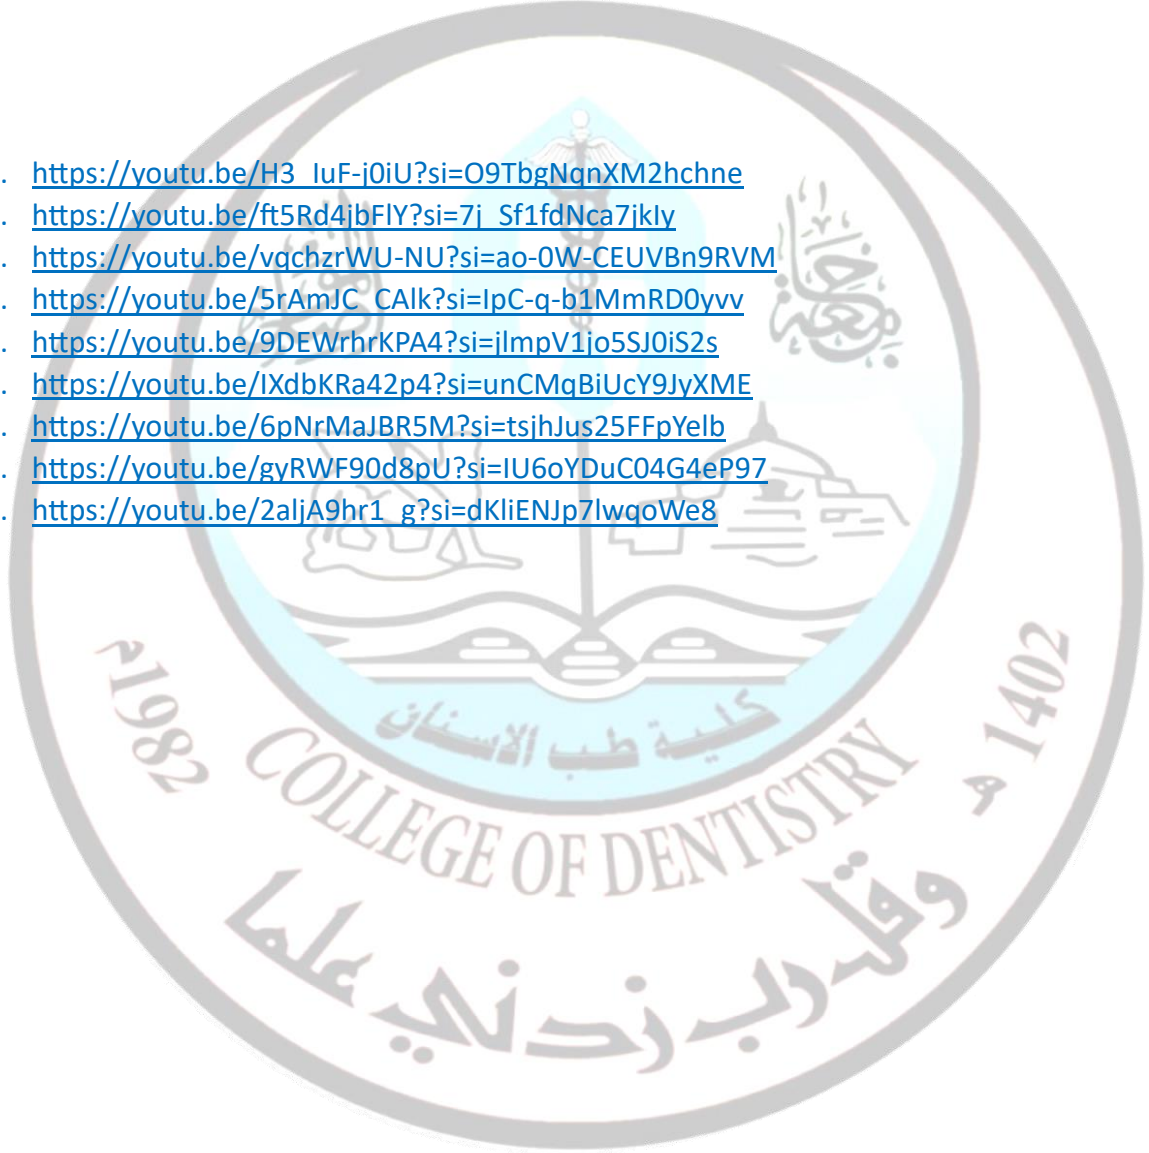 . https://youtu.be/H3_IuF-j0iU?si=O9TbgNqnXM2hchne
. https://youtu.be/ft5Rd4jbFlY?si=7j_Sf1fdNca7jkIy
. https://youtu.be/vqchzrWU-NU?si=ao-0W-CEUVBn9RVM
. https://youtu.be/5rAmJC_CAlk?si=IpC-q-b1MmRD0yvv
. https://youtu.be/9DEWrhrKPA4?si=jlmpV1jo5SJ0iS2s
. https://youtu.be/IXdbKRa42p4?si=unCMqBiUcY9JyXME
. https://youtu.be/6pNrMaJBR5M?si=tsjhJus25FFpYelb
. https://youtu.be/gyRWF90d8pU?si=IU6oYDuC04G4eP97
. https://youtu.be/2aljA9hr1_g?si=dKliENJp7lwqoWe8
جامعة
كلية طب الاسنان
1982م
1402 ه
COLLEGE OF DENTISTRY
وقل رب زدني علما